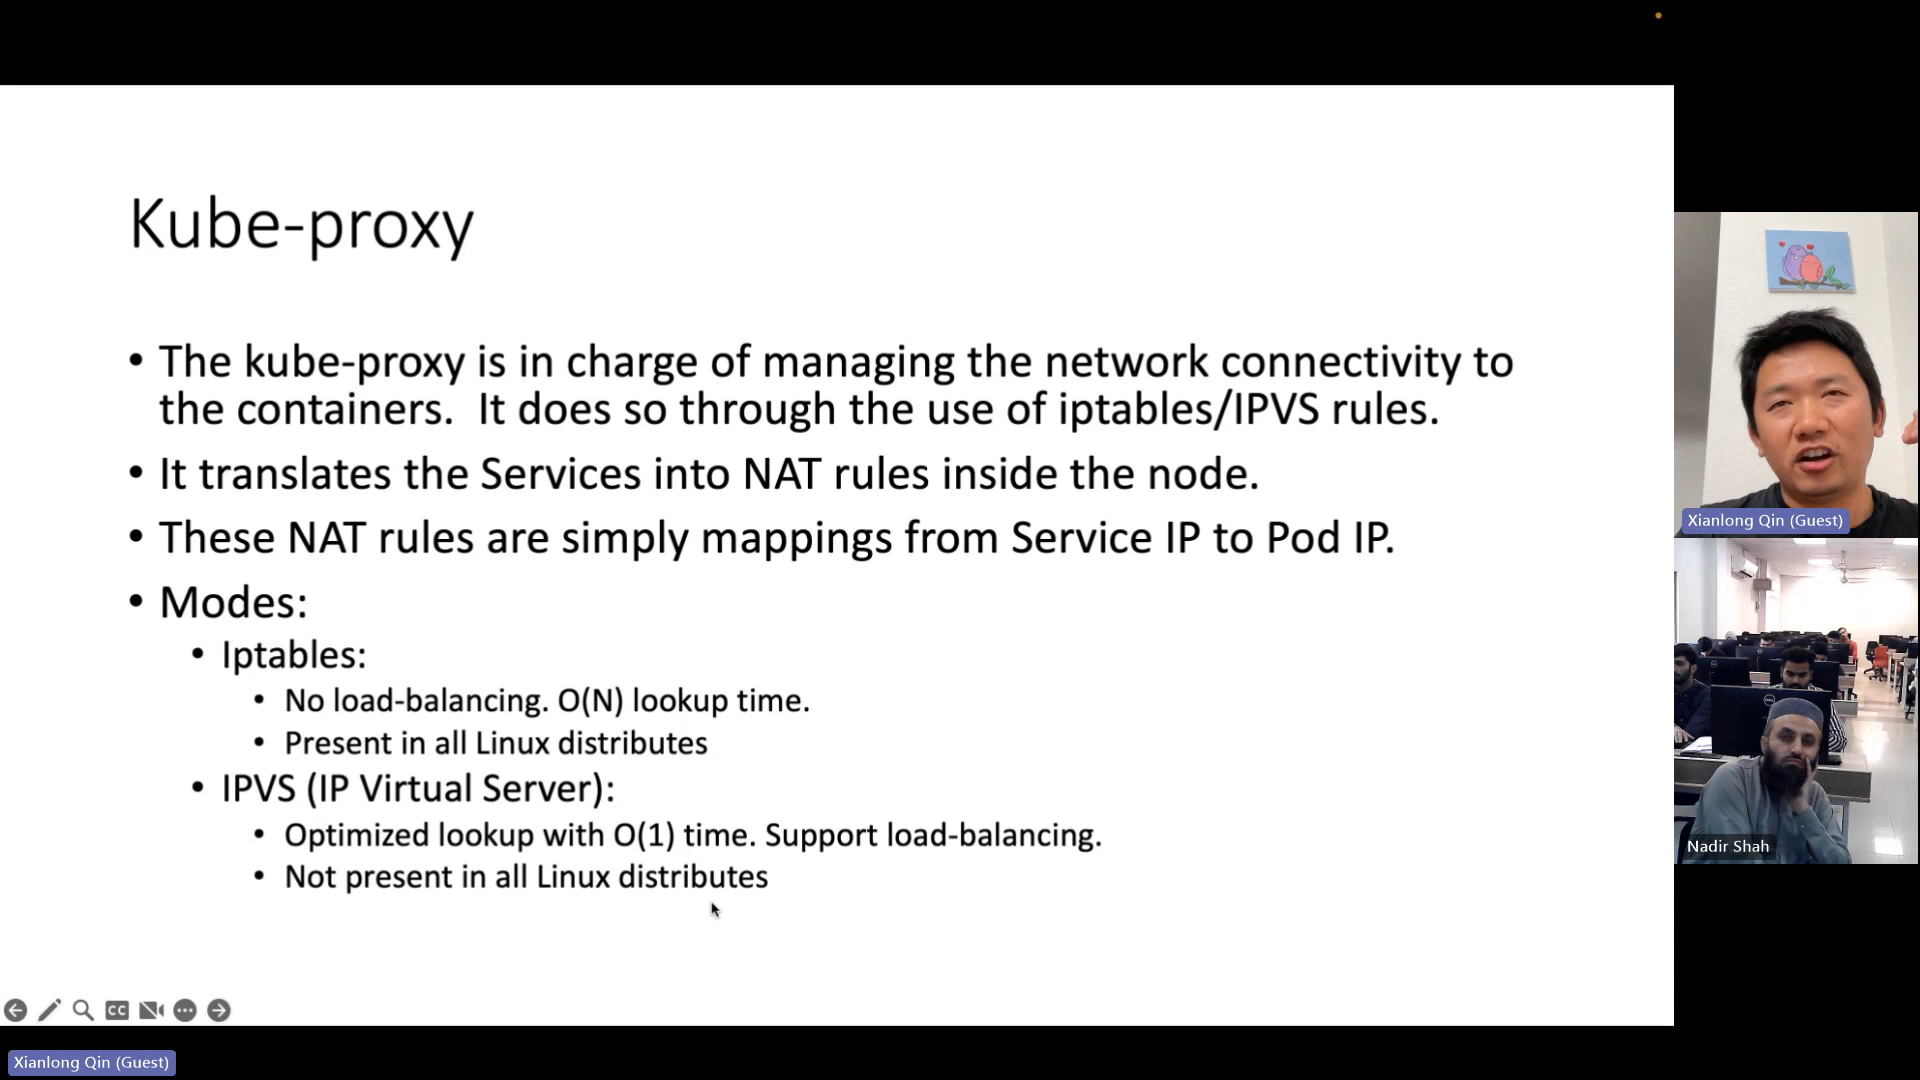 Kube-proxy
• The kube-proxy is in charge of managing the network connectivity to
the containers.  It does so through the use of iptables/IPVS rules.
• It translates the Services into NAT rules inside the node.
• These NAT rules are simply mappings from Service IP to Pod IP.
• Modes:
• Iptables:
• No load-balancing. O(N) lookup time.
• Present in all Linux distributes
• IPVS (IP Virtual Server):
• Optimized lookup with O(1) time. Support load-balancing.
• Not present in all Linux distributes
CC
Xianlong Qin (Guest)
Nadir Shah
Xianlong Qin (Guest)